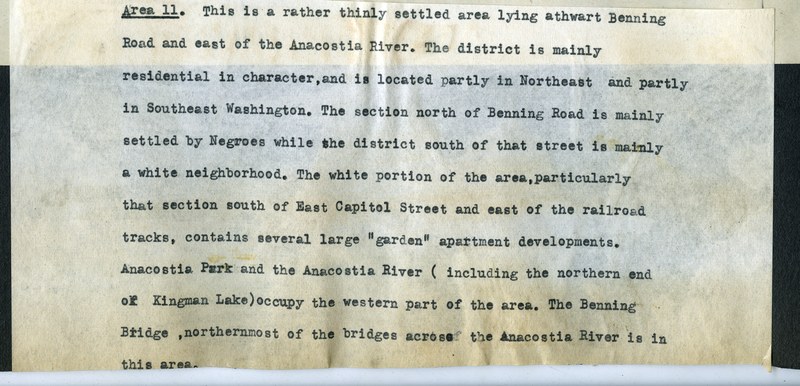 Area 11. This is a rather thinly settled area lying athwart Benning
Road and east of the Anacostia River. The district is mainly
residential in character,and is located partly in Northeast and partly
in Southeast Washington. The section north of Benning Road is mainly
settled by Negroes while the district south of that street is mainly
a white neighborhood. The white portion of the area,particularly
that section south of East Capitol Street and east of the railroad
tracks, contains several large "garden" apartment developments.
Anacostia Park and the Anacostia River ( including the northern end
of Kingman Lake)occupy the western part of the area. The Benning
Bridge ,northernmost of the bridges across the Anacostia River is in
this area.